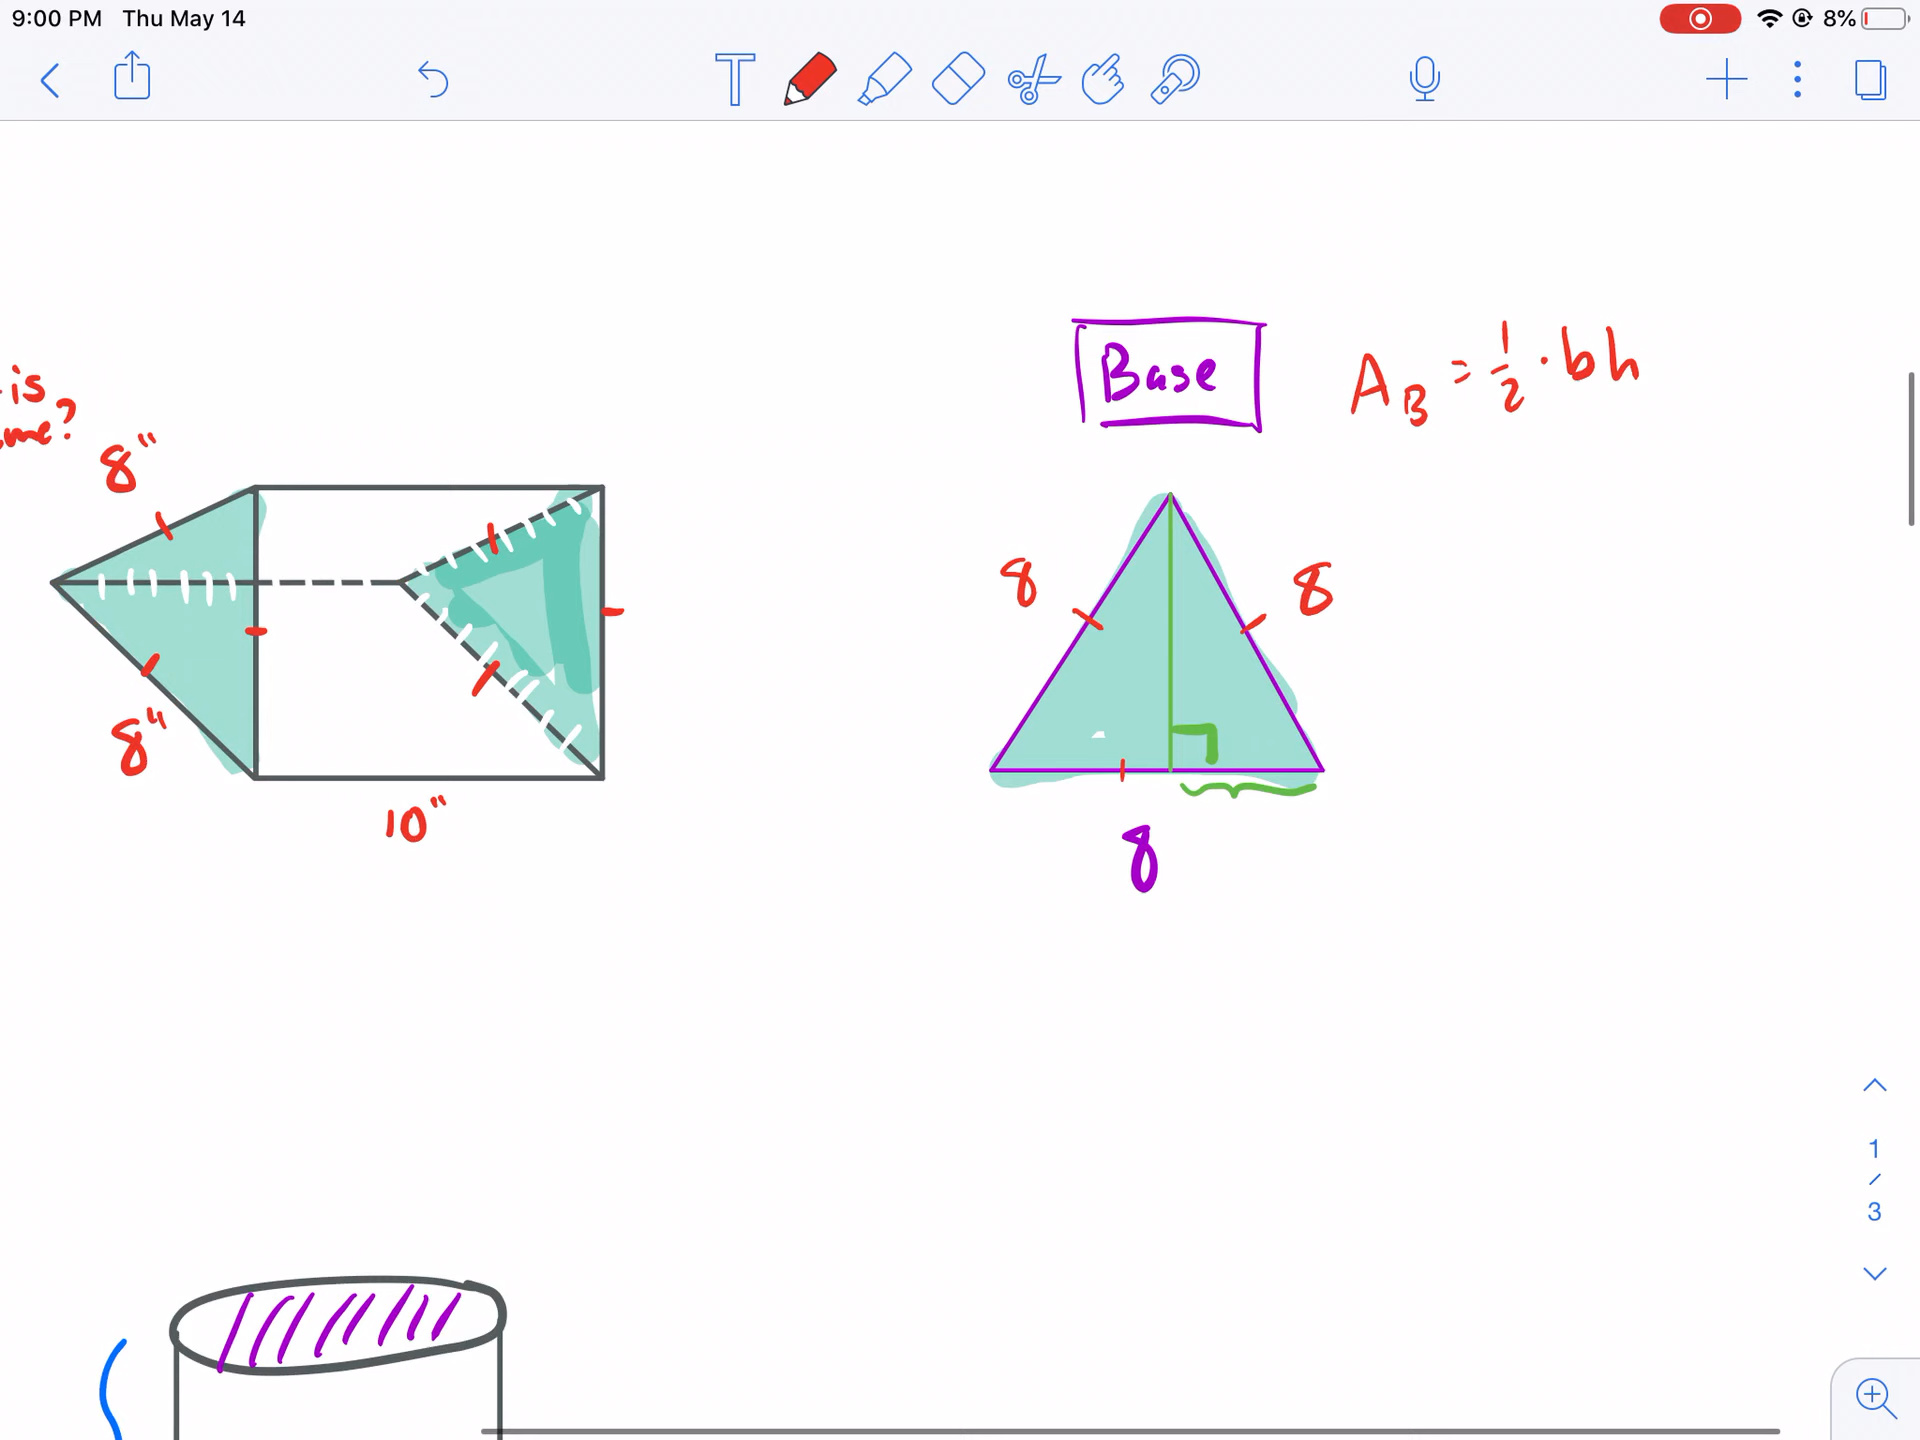 9:00 PM Thu May 14
8%
T
Base
A_B = 1/2 · bh
is
8"
8
8
8"
10"
8
1
/
3